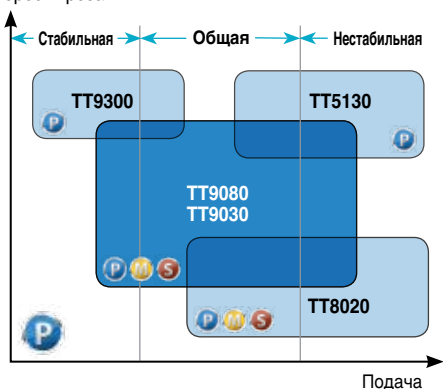 Стабильная Общая Нестабильная
TT9300 TT5130
P P
TT9080
TT9030
P M S
TT8020
P M S
P
Подача